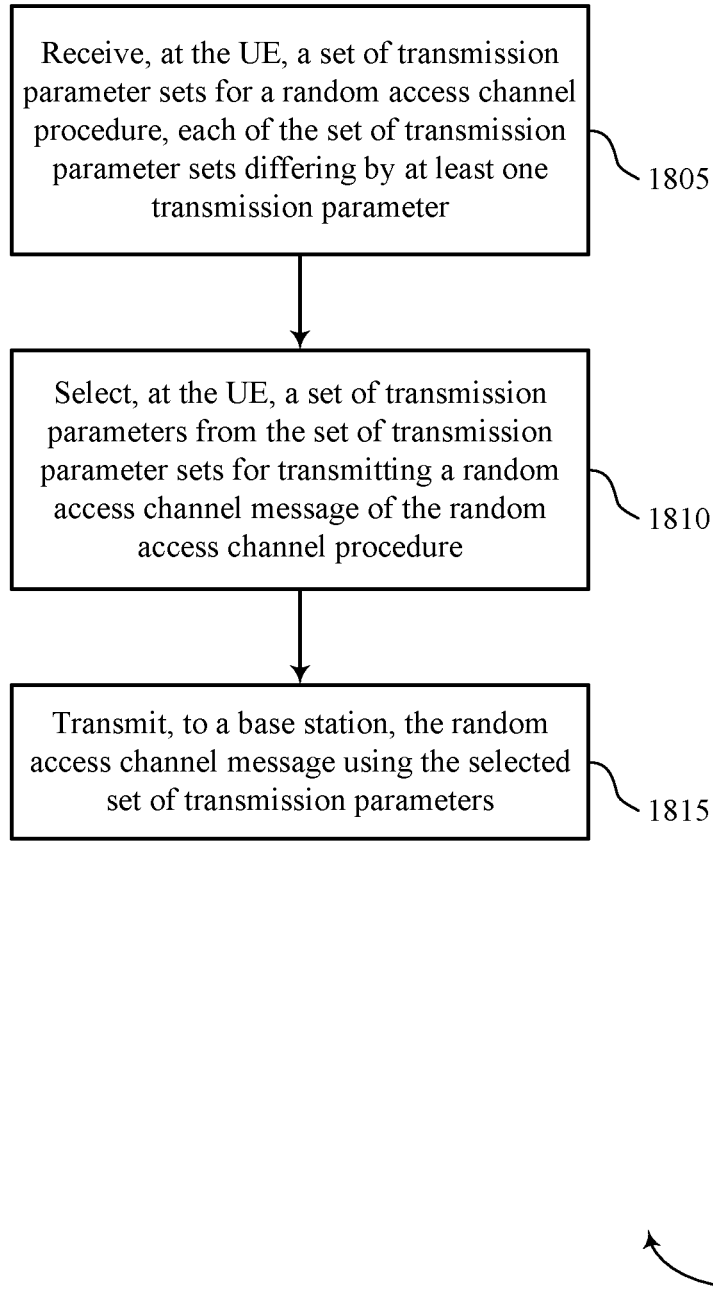 Receive, at the UE, a set of transmission
parameter sets for a random access channel
procedure, each of the set of transmission
parameter sets differing by at least one
transmission parameter
1805
Select, at the UE, a set of transmission
parameters from the set of transmission
parameter sets for transmitting a random
access channel message of the random
access channel procedure
1810
Transmit, to a base station, the random
access channel message using the selected
set of transmission parameters
1815